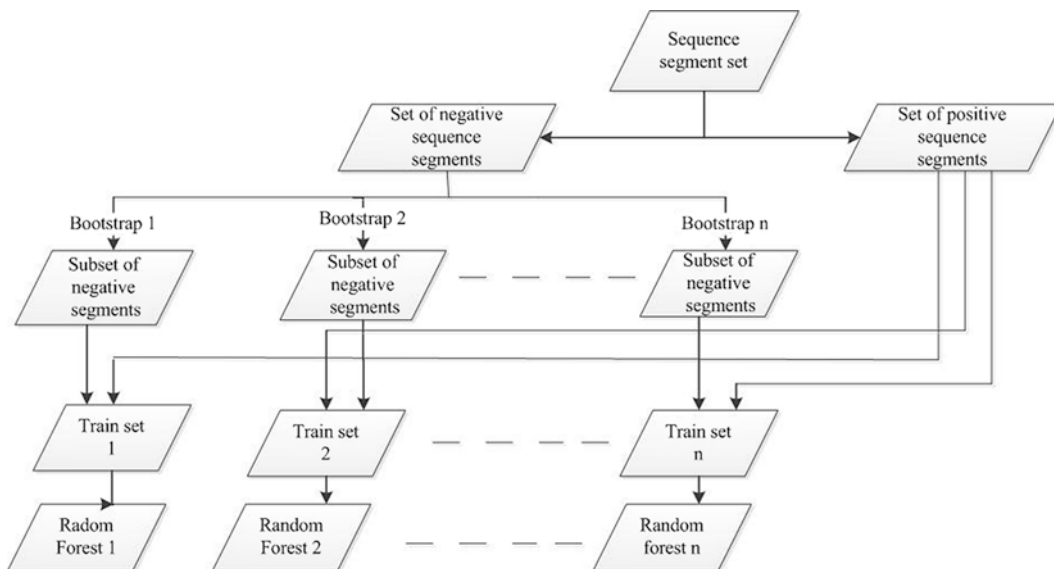 Sequence
segment set
Set of negative
sequence
segments
Set of positive
sequence
segments
Bootstrap 1
Bootstrap 2
Bootstrap n
Subset of
negative
segments
Subset of
negative
segments
Subset of
negative
segments
Train set
1
Train set
2
Train set
n
Radom
Forest 1
Random
Forest 2
Random
forest n